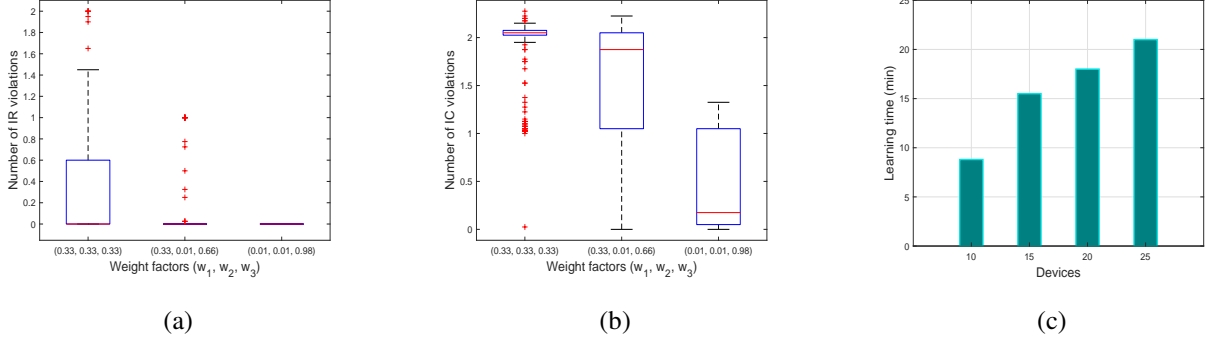 2
1.8
1.6
1.4
1.2
1
0.8
0.6
0.4
0.2
0
Number of IR violations
(0.33, 0.33, 0.33) (0.33, 0.01, 0.66) (0.01, 0.01, 0.98)
Weight factors (w1, w2, w3)
(a)
2
1
0
Number of IC violations
(0.33, 0.33, 0.33) (0.33, 0.01, 0.66) (0.01, 0.01, 0.98)
Weight factors (w1, w2, w3)
(b)
25
20
15
10
5
0
Learning time (min)
10 15 20 25
Devices
(c)